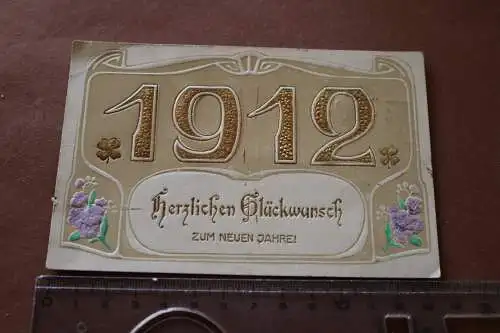 1912
Herzlichen Glückwunsch
ZUM NEUEN JAHRE!